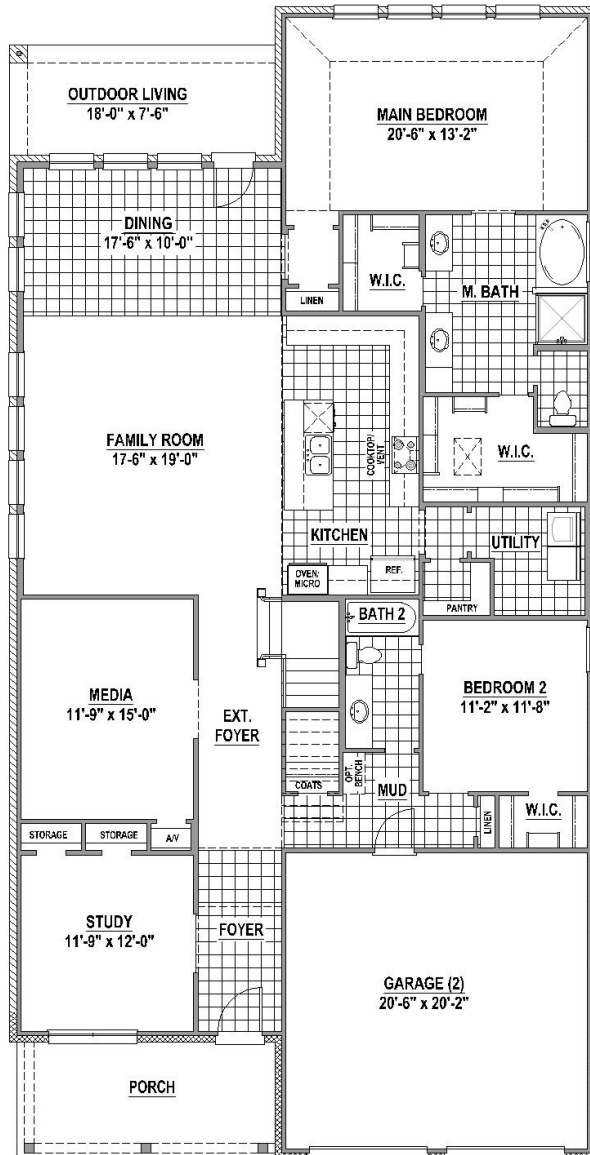 OUTDOOR LIVING
18'-0" x 7'-6"
MAIN BEDROOM
20'-6" x 13'-2"
DINING
17'-6" x 10'-0"
LINEN
W.I.C.
M. BATH
FAMILY ROOM
17'-6" x 19'-0"
COOKTOP/
VENT
W.I.C.
KITCHEN
UTILITY
OVEN/
MICRO
REF.
PANTRY
BATH 2
MEDIA
11'-9" x 15'-0"
EXT.
FOYER
BEDROOM 2
11'-2" x 11'-8"
COATS
OPT.
BENCH
MUD
LINEN
W.I.C.
STORAGE
STORAGE
A/V
STUDY
11'-9" x 12'-0"
FOYER
GARAGE (2)
20'-6" x 20'-2"
PORCH